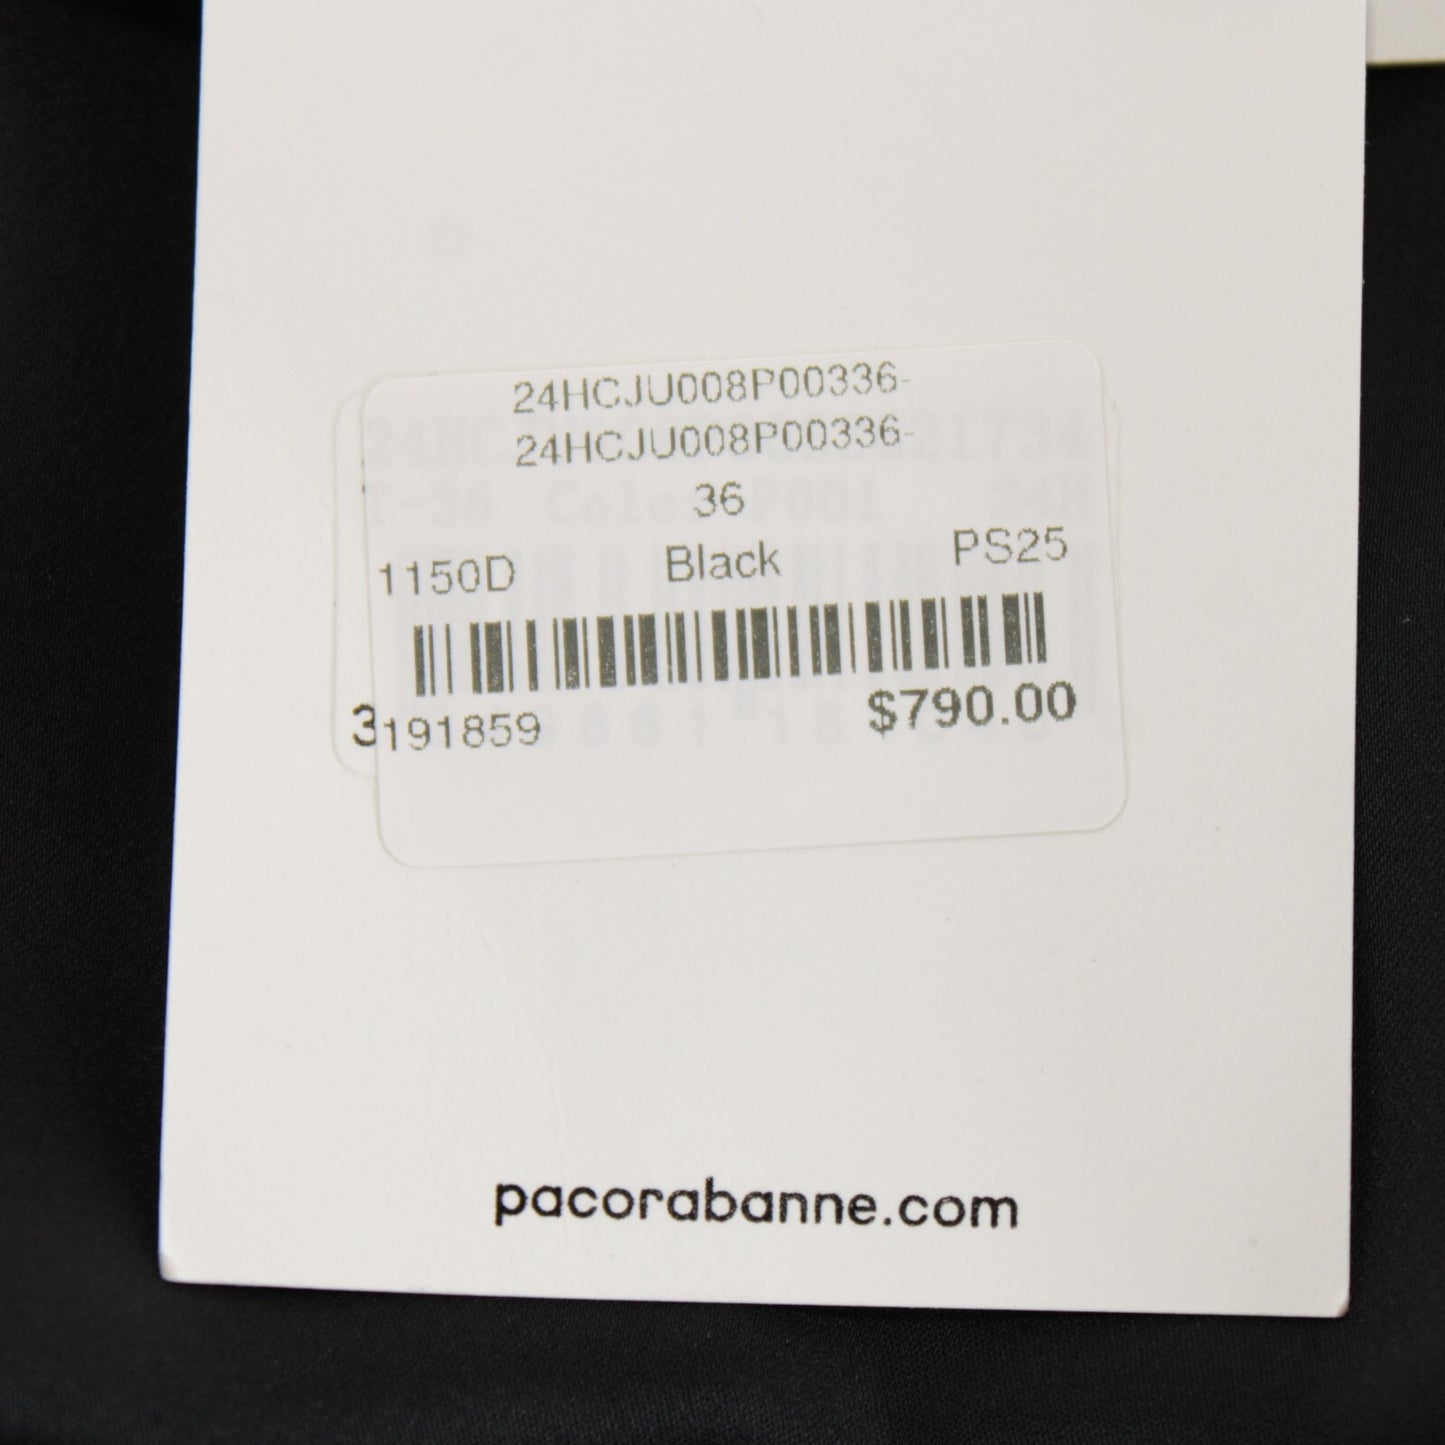 24HCJU008P00336-
24HCJU008P00336-
36
1150D Black PS25
3191859 $790.00
pacorabanne.com